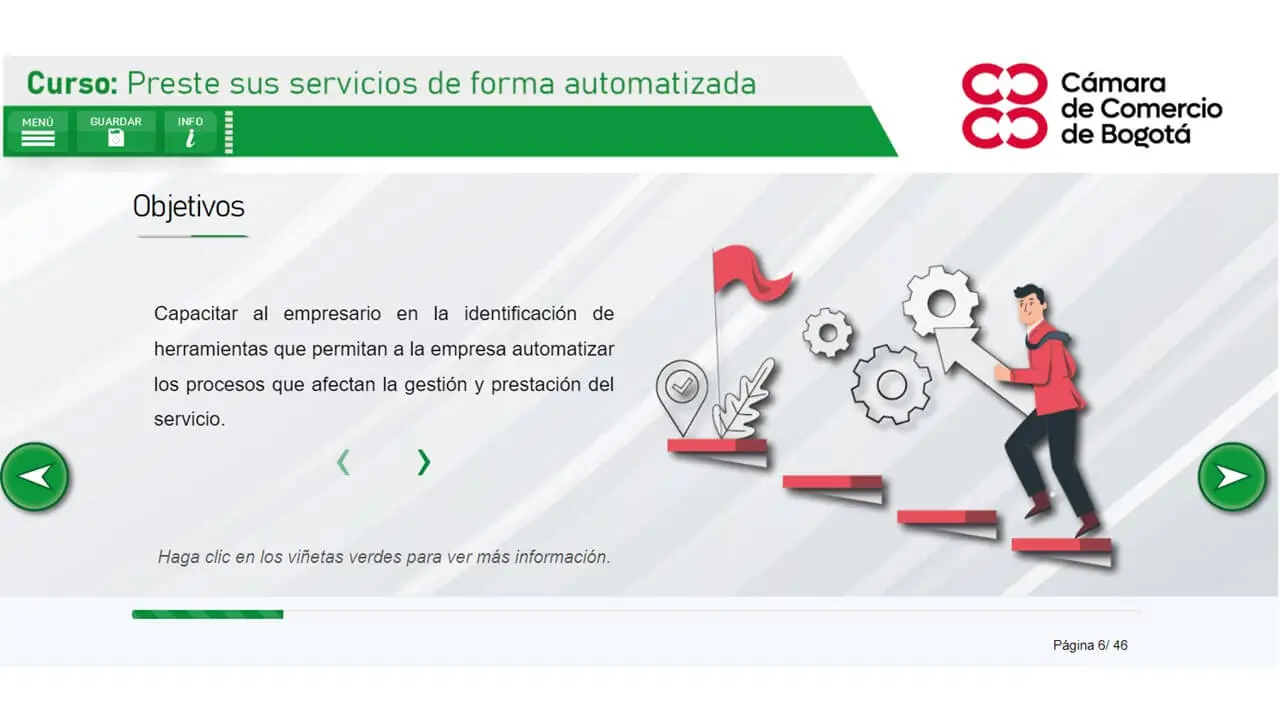 Curso: Preste sus servicios de forma automatizada
MENÚ
GUARDAR
INFO
Cámara
de Comercio
de Bogotá
Objetivos
Capacitar al empresario en la identificación de
herramientas que permitan a la empresa automatizar
los procesos que afectan la gestión y prestación del
servicio.
Haga clic en los viñetas verdes para ver más información.
Página 6/ 46